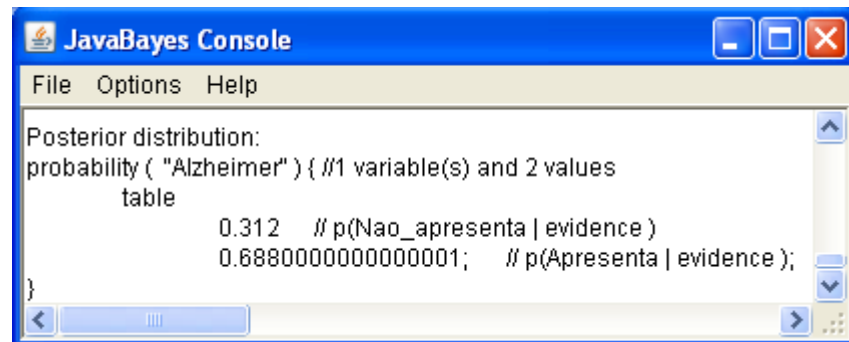 JavaBayes Console
File Options Help
Posterior distribution:
probability ( "Alzheimer" ) { //1 variable(s) and 2 values
table
0.312 // p(Nao_apresenta | evidence )
0.6880000000000001; // p(Apresenta | evidence );
}